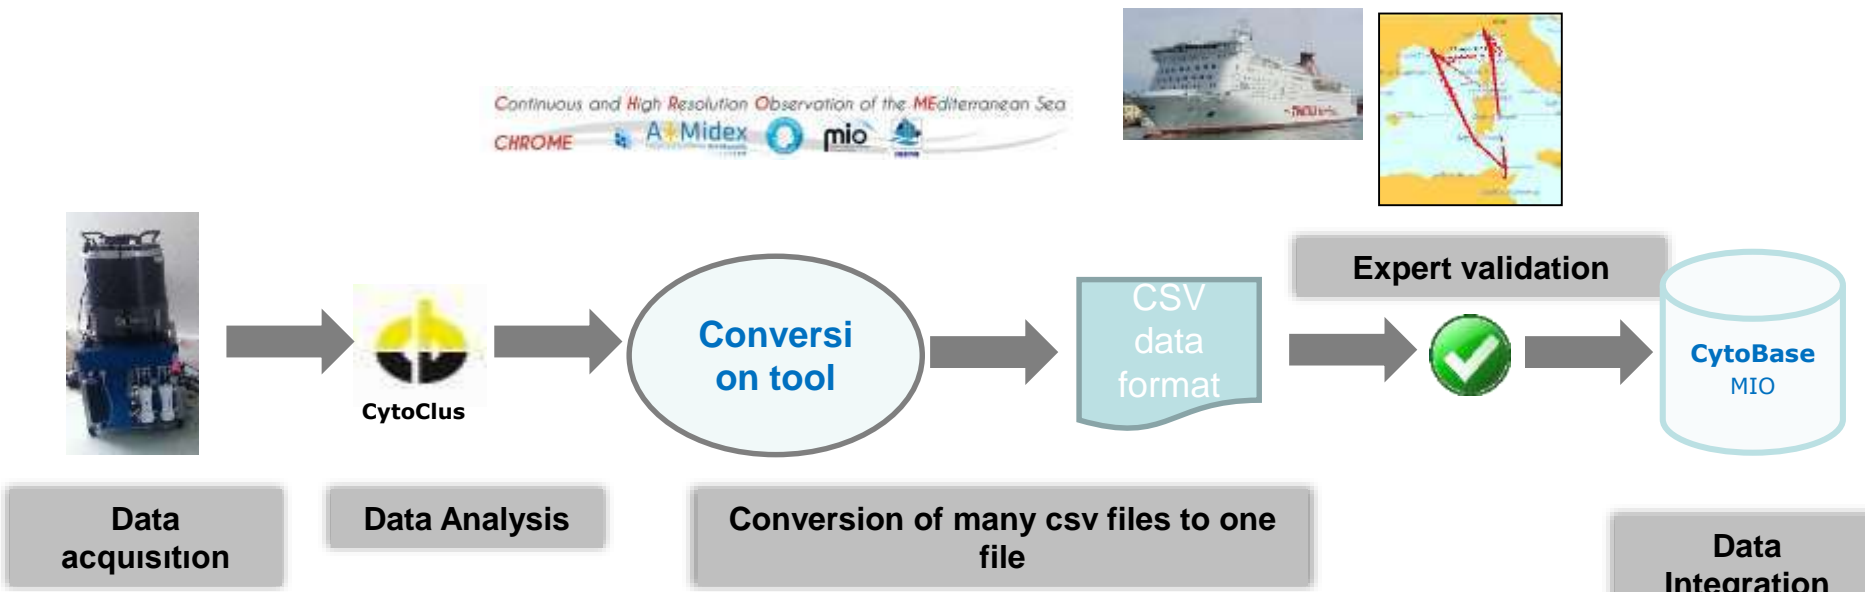 Continuous and High Resolution Observation of the MEditerranean Sea
CHROME
A*Midex
mio
Expert validation
Conversi
on tool
CSV
data
format
CytoBase
MIO
CytoClus
Data
acquisition
Data Analysis
Conversion of many csv files to one
file
Data
Integration